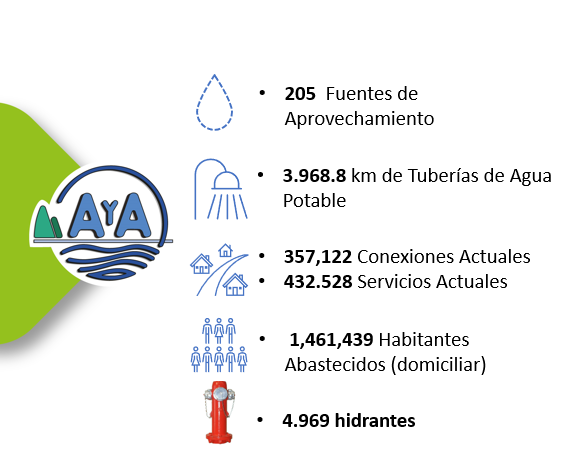 • 205 Fuentes de
Aprovechamiento
• 3.968.8 km de Tuberías de Agua
Potable
AyA
• 357,122 Conexiones Actuales
• 432.528 Servicios Actuales
• 1,461,439 Habitantes
Abastecidos (domiciliar)
• 4.969 hidrantes